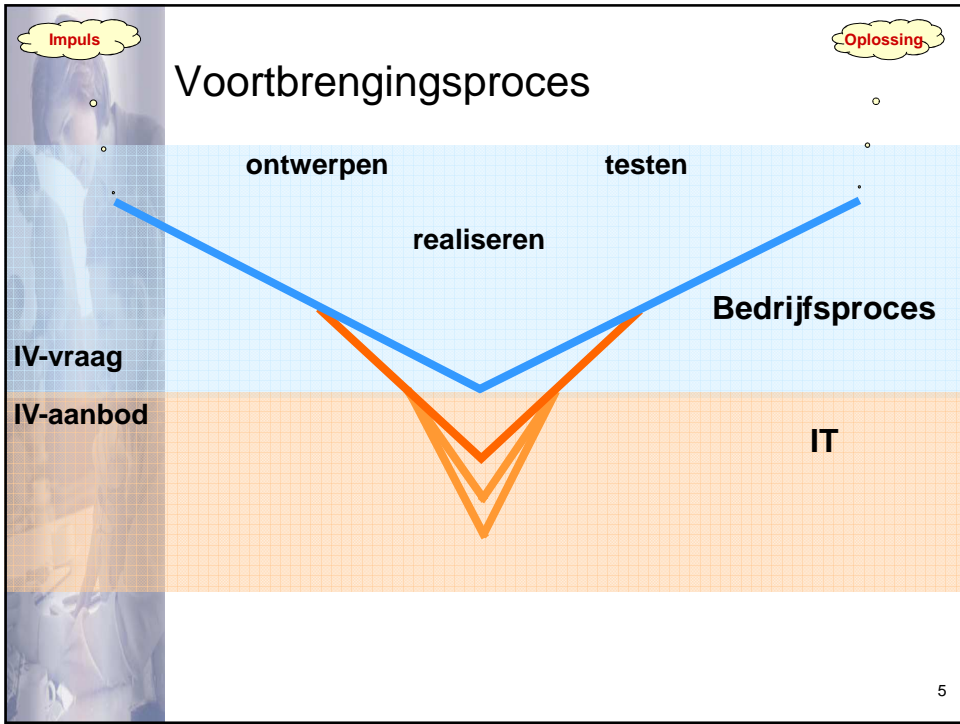 Impuls
Oplossing
Voortbrengingsproces
ontwerpen
testen
realiseren
Bedrijfsproces
IV-vraag
IV-aanbod
IT
5